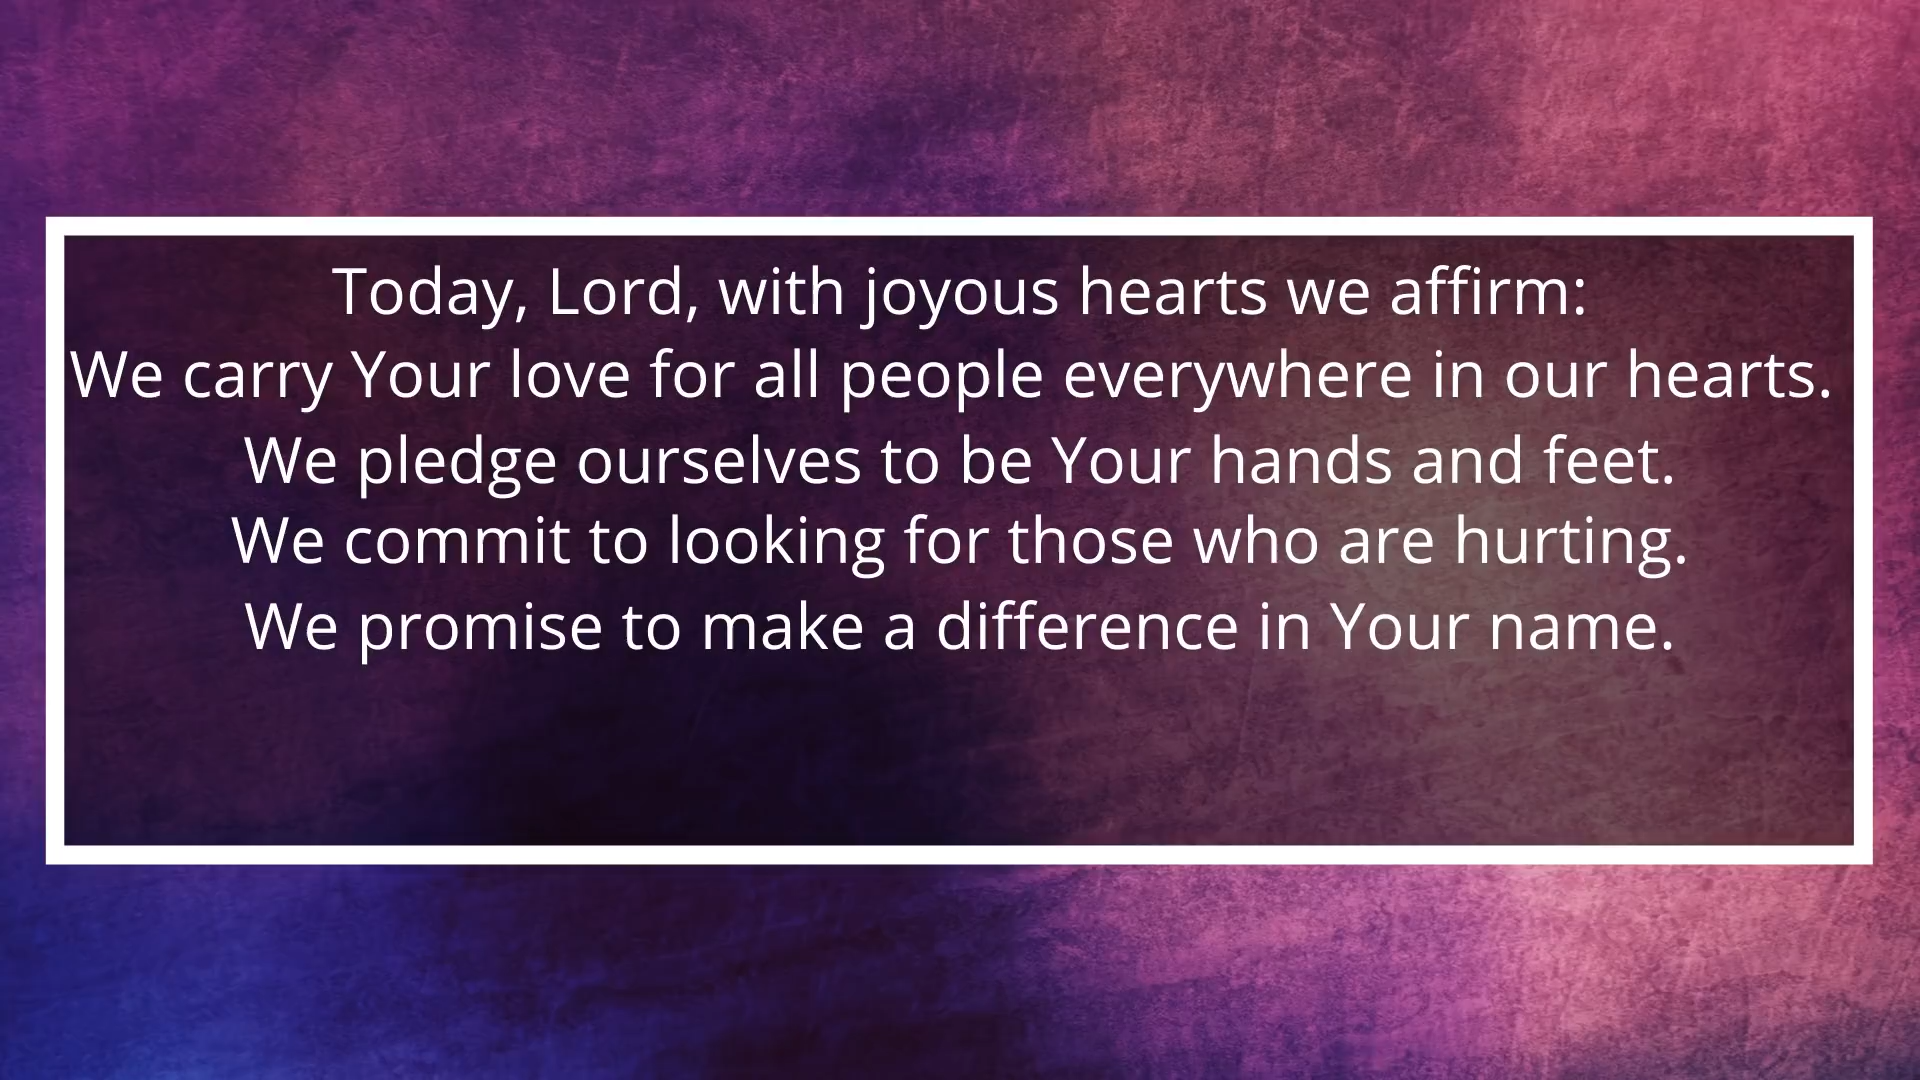 Today, Lord, with joyous hearts we affirm:
We carry Your love for all people everywhere in our hearts.
We pledge ourselves to be Your hands and feet.
We commit to looking for those who are hurting.
We promise to make a difference in Your name.